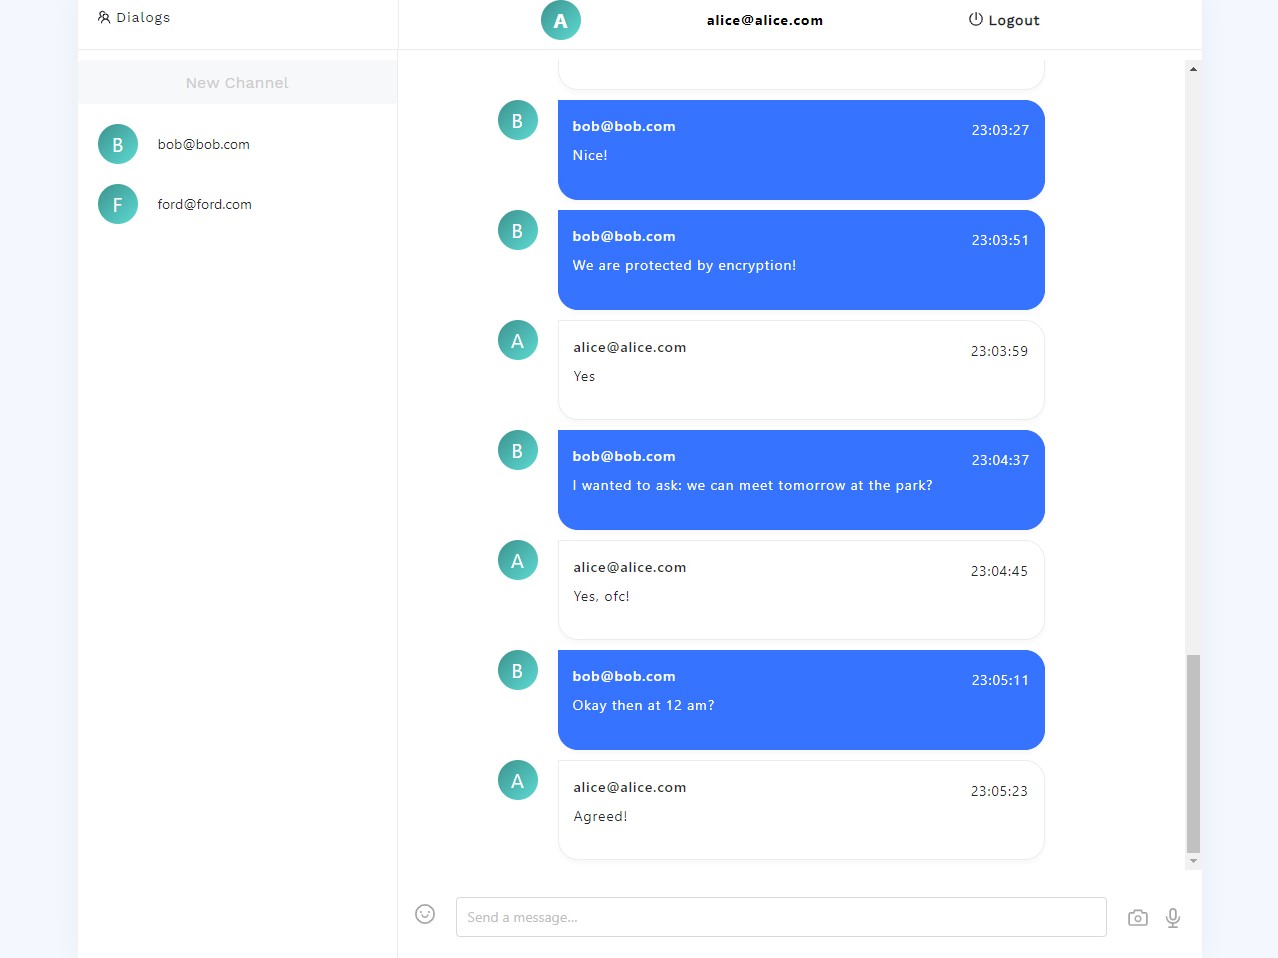 Dialogs
A
alice@alice.com
Logout
New Channel
B
bob@bob.com
F
ford@ford.com
B
bob@bob.com
23:03:27
Nice!
B
bob@bob.com
23:03:51
We are protected by encryption!
A
alice@alice.com
23:03:59
Yes
B
bob@bob.com
23:04:37
I wanted to ask: we can meet tomorrow at the park?
A
alice@alice.com
23:04:45
Yes, ofc!
B
bob@bob.com
23:05:11
Okay then at 12 am?
A
alice@alice.com
23:05:23
Agreed!
Send a message...